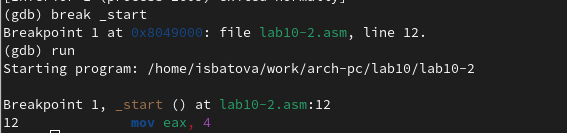 (gdb) break _start
Breakpoint 1 at 0x8049000: file lab10-2.asm, line 12.
(gdb) run
Starting program: /home/isbatova/work/arch-pc/lab10/lab10-2
Breakpoint 1, _start () at lab10-2.asm:12
12 mov eax, 4